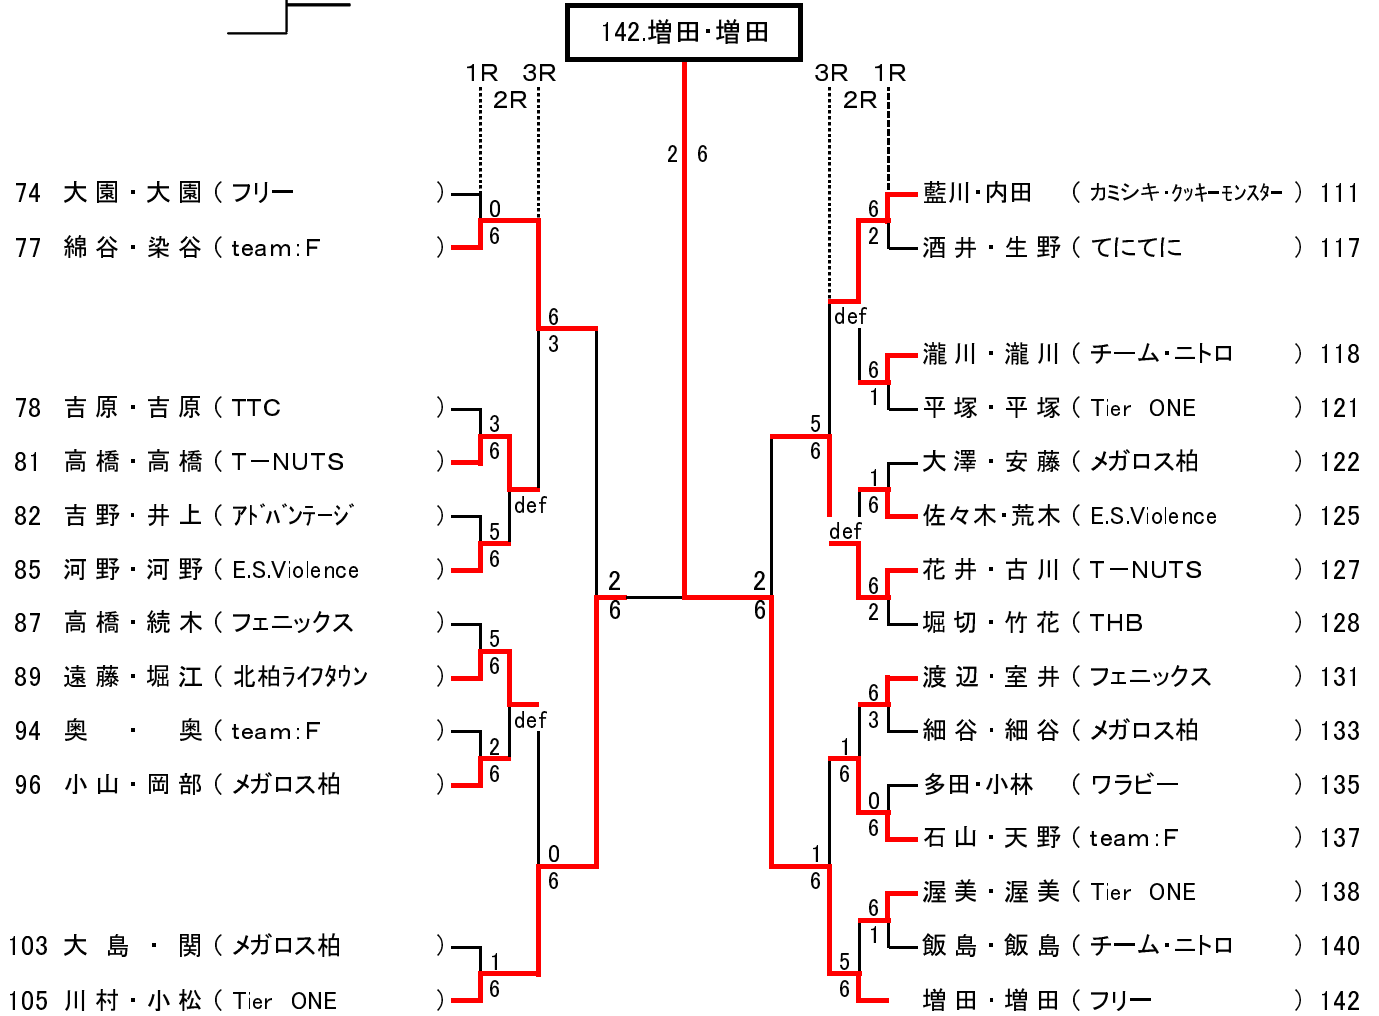 142.増田・増田
1R 3R 3R 1R
2R 2R
2 6
74 大園・大園(フリー) 藍川・内田(カミシキ・クッキーモンスター)111
0 6
6 2
77 綿谷・染谷(team:F) 酒井・生野(てにてに)117
6 def
3
瀧川・瀧川(チーム・ニトロ)118
6
1
78 吉原・吉原(TTC) 平塚・平塚(Tier ONE)121
3 5
6 6
81 高橋・高橋(T-NUTS) 大澤・安藤(メガロス柏)122
def 1
6
82 吉野・井上(アドバンテージ) 佐々木・荒木(E.S.Violence)125
5 def
6
85 河野・河野(E.S.Violence) 花井・古川(T-NUTS)127
2 2 6
6 6 2
87 高橋・続木(フェニックス) 堀切・竹花(THB)128
5
6
89 遠藤・堀江(北柏ライフタウン) 渡辺・室井(フェニックス)131
def 6
3
94 奥・奥(team:F) 細谷・細谷(メガロス柏)133
2 1
6 6
96 小山・岡部(メガロス柏) 多田・小林(ワラビー)135
0
6
石山・天野(team:F)137
0 1
6 6
渥美・渥美(Tier ONE)138
6
1
103 大島・関(メガロス柏) 飯島・飯島(チーム・ニトロ)140
1 5
6 6
105 川村・小松(Tier ONE) 増田・増田(フリー)142